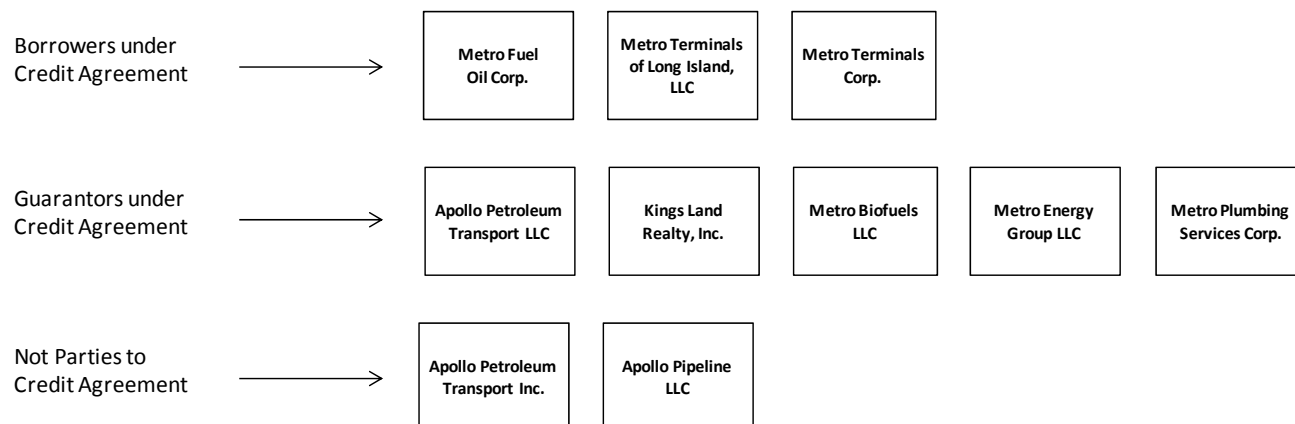 Borrowers under
Credit Agreement
Metro Fuel
Oil Corp.
Metro Terminals
of Long Island,
LLC
Metro Terminals
Corp.
Guarantors under
Credit Agreement
Apollo Petroleum
Transport LLC
Kings Land
Realty, Inc.
Metro Biofuels
LLC
Metro Energy
Group LLC
Metro Plumbing
Services Corp.
Not Parties to
Credit Agreement
Apollo Petroleum
Transport Inc.
Apollo Pipeline
LLC